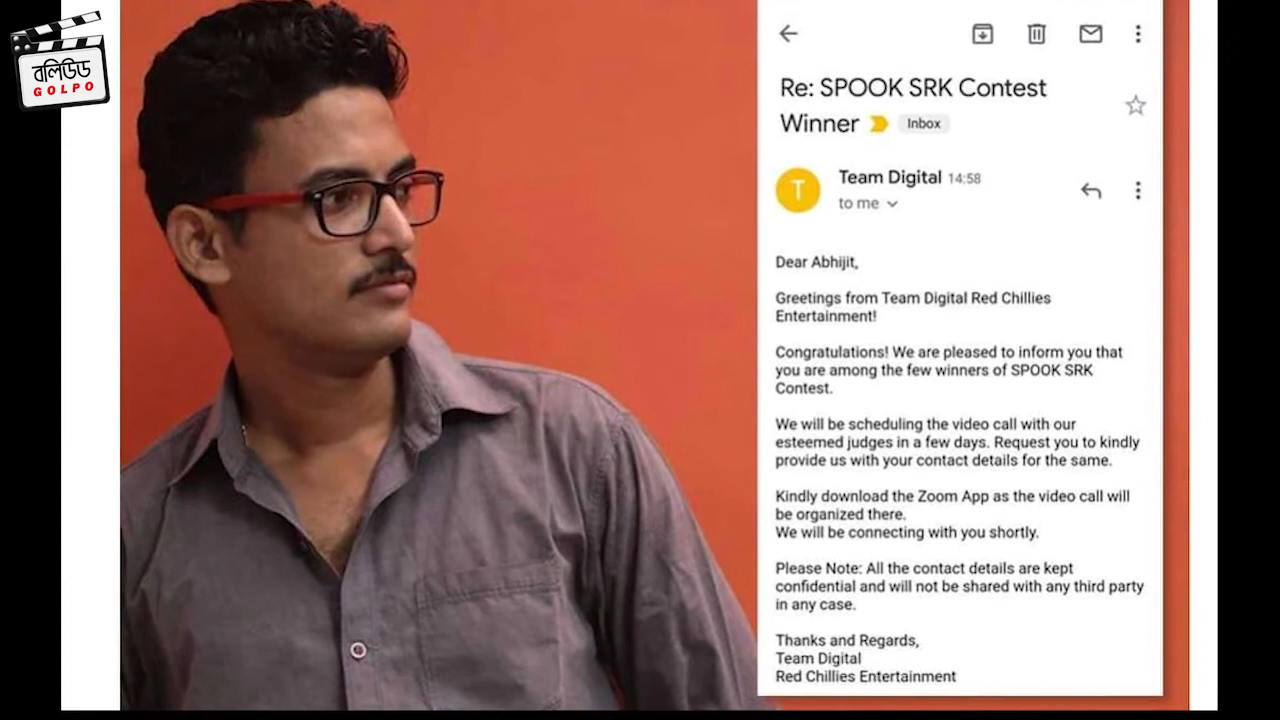 বলিউড
GOLPO
Re: SPOOK SRK Contest
Winner
Inbox
T
Team Digital 14:58
to me
Dear Abhijit,
Greetings from Team Digital Red Chillies
Entertainment!
Congratulations! We are pleased to inform you that
you are among the few winners of SPOOK SRK
Contest.
We will be scheduling the video call with our
esteemed judges in a few days. Request you to kindly
provide us with your contact details for the same.
Kindly download the Zoom App as the video call will
be organized there.
We will be connecting with you shortly.
Please Note: All the contact details are kept
confidential and will not be shared with any third party
in any case.
Thanks and Regards,
Team Digital
Red Chillies Entertainment